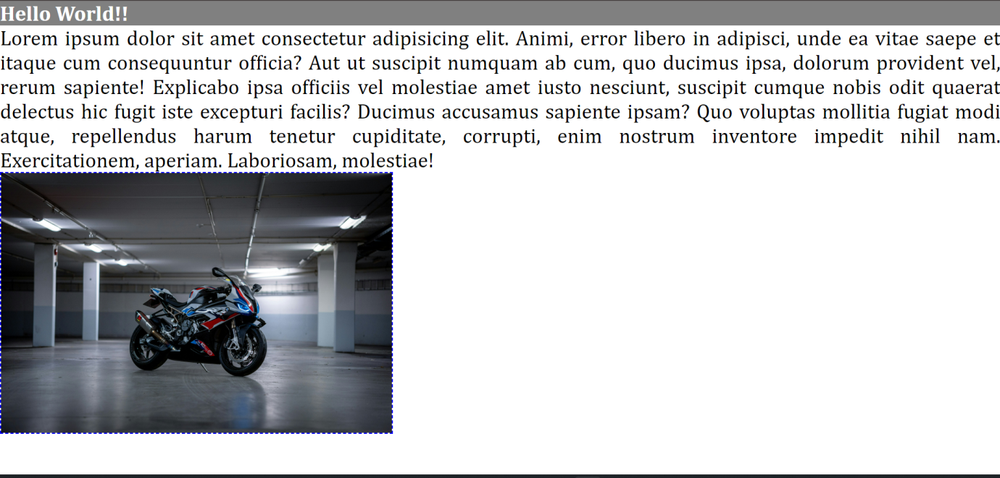 Hello World!!
Lorem ipsum dolor sit amet consectetur adipisicing elit. Animi, error libero in adipisci, unde ea vitae saepe et
itaque cum consequuntur officia? Aut ut suscipit numquam ab cum, quo ducimus ipsa, dolorum provident vel,
rerum sapiente! Explicabo ipsa officiis vel molestiae amet iusto nesciunt, suscipit cumque nobis odit quaerat
delectus hic fugit iste excepturi facilis? Ducimus accusamus sapiente ipsam? Quo voluptas mollitia fugiat modi
atque, repellendus harum tenetur cupiditate, corrupti, enim nostrum inventore impedit nihil nam.
Exercitationem, aperiam. Laboriosam, molestiae!